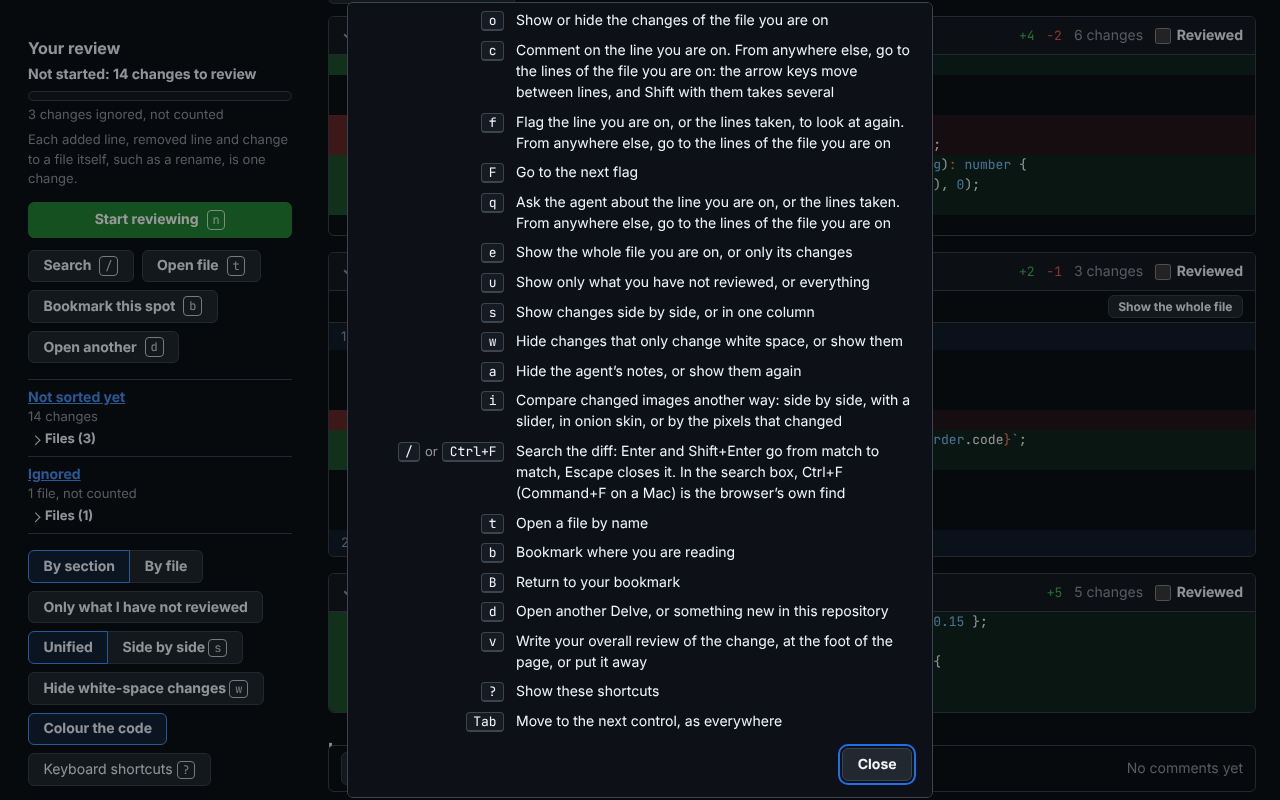 Your review
Not started: 14 changes to review
3 changes ignored, not counted
Each added line, removed line and change
to a file itself, such as a rename, is one
change.
Start reviewing n
Search / Open file t
Bookmark this spot b
Open another d
Not sorted yet
14 changes
Files (3)
Ignored
1 file, not counted
Files (1)
By section By file
Only what I have not reviewed
Unified Side by side s
Hide white-space changes w
Colour the code
Keyboard shortcuts ?
o Show or hide the changes of the file you are on
c Comment on the line you are on. From anywhere else, go to
the lines of the file you are on: the arrow keys move
between lines, and Shift with them takes several
f Flag the line you are on, or the lines taken, to look at again.
From anywhere else, go to the lines of the file you are on
F Go to the next flag
q Ask the agent about the line you are on, or the lines taken.
From anywhere else, go to the lines of the file you are on
e Show the whole file you are on, or only its changes
u Show only what you have not reviewed, or everything
s Show changes side by side, or in one column
w Hide changes that only change white space, or show them
a Hide the agent’s notes, or show them again
i Compare changed images another way: side by side, with a
slider, in onion skin, or by the pixels that changed
/ or Ctrl+F Search the diff: Enter and Shift+Enter go from match to
match, Escape closes it. In the search box, Ctrl+F
(Command+F on a Mac) is the browser’s own find
t Open a file by name
b Bookmark where you are reading
B Return to your bookmark
d Open another Delve, or something new in this repository
v Write your overall review of the change, at the foot of the
page, or put it away
? Show these shortcuts
Tab Move to the next control, as everywhere
Close
+4 -2 6 changes Reviewed
;
g): number {
), 0);
+2 -1 3 changes Reviewed
Show the whole file
1
rder.code}`;
2
+5 5 changes Reviewed
0.15 };
{
No comments yet